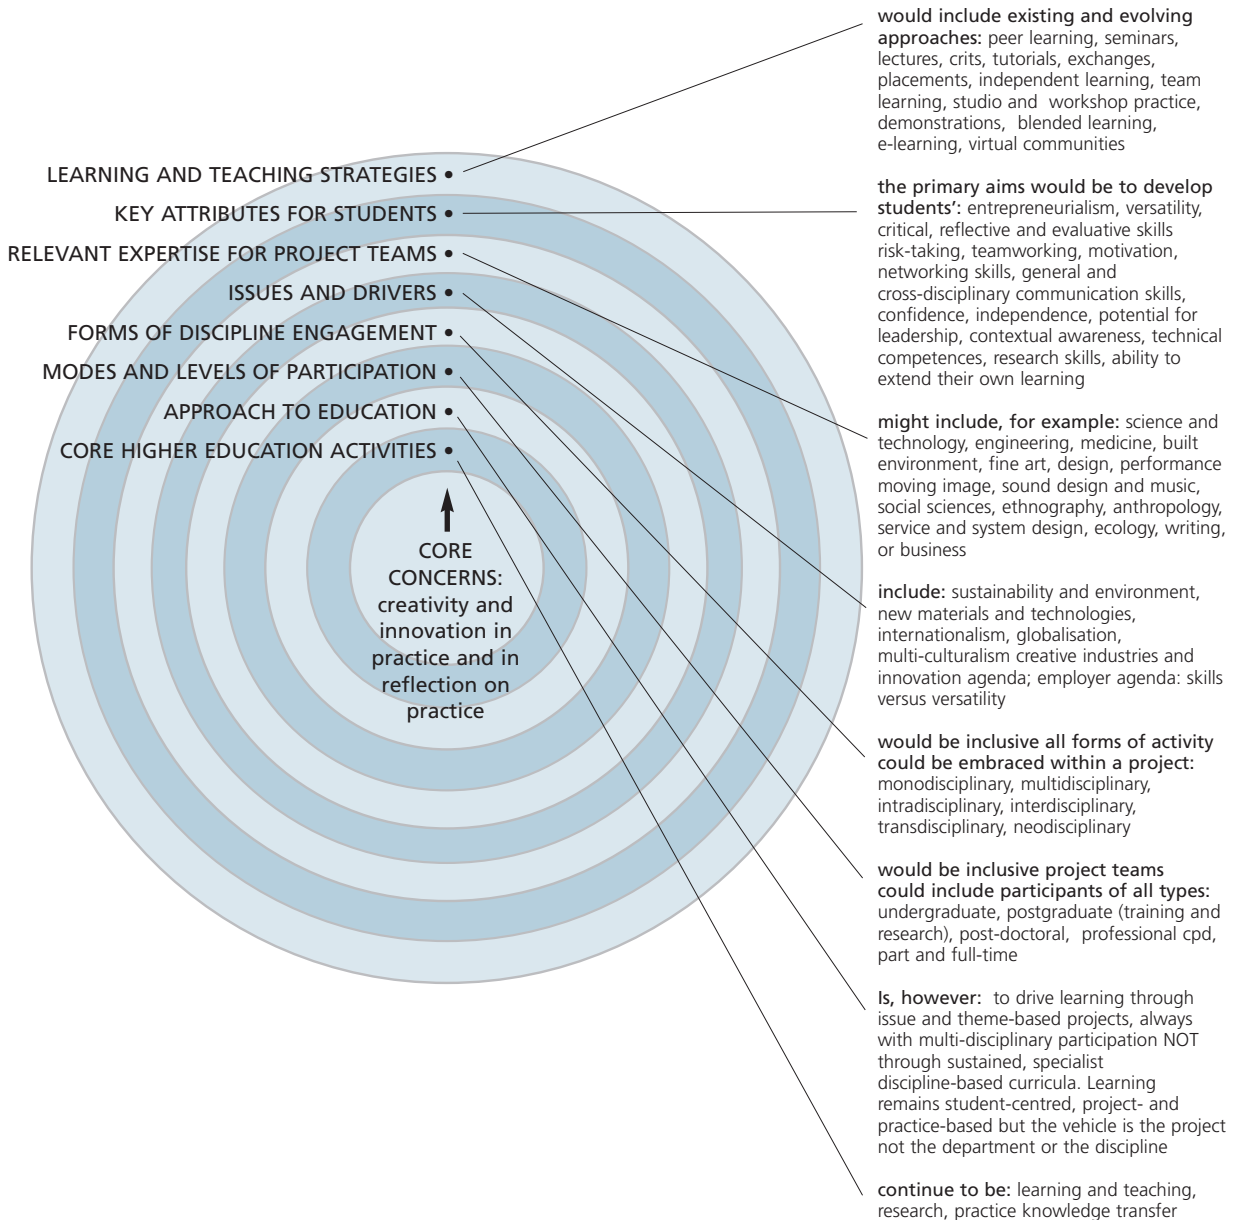 would include existing and evolving
approaches: peer learning, seminars,
lectures, crits, tutorials, exchanges,
placements, independent learning, team
learning, studio and workshop practice,
demonstrations, blended learning,
e-learning, virtual communities
LEARNING AND TEACHING STRATEGIES •
KEY ATTRIBUTES FOR STUDENTS •
RELEVANT EXPERTISE FOR PROJECT TEAMS •
ISSUES AND DRIVERS •
FORMS OF DISCIPLINE ENGAGEMENT •
MODES AND LEVELS OF PARTICIPATION •
APPROACH TO EDUCATION •
CORE HIGHER EDUCATION ACTIVITIES •
CORE
CONCERNS:
creativity and
innovation in
practice and in
reflection on
practice
the primary aims would be to develop
students': entrepreneurialism, versatility,
critical, reflective and evaluative skills
risk-taking, teamworking, motivation,
networking skills, general and
cross-disciplinary communication skills,
confidence, independence, potential for
leadership, contextual awareness, technical
competences, research skills, ability to
extend their own learning
might include, for example: science and
technology, engineering, medicine, built
environment, fine art, design, performance
moving image, sound design and music,
social sciences, ethnography, anthropology,
service and system design, ecology, writing,
or business
include: sustainability and environment,
new materials and technologies,
internationalism, globalisation,
multi-culturalism creative industries and
innovation agenda; employer agenda: skills
versus versatility
would be inclusive all forms of activity
could be embraced within a project:
monodisciplinary, multidisciplinary,
intradisciplinary, interdisciplinary,
transdisciplinary, neodisciplinary
would be inclusive project teams
could include participants of all types:
undergraduate, postgraduate (training and
research), post-doctoral, professional cpd,
part and full-time
Is, however: to drive learning through
issue and theme-based projects, always
with multi-disciplinary participation NOT
through sustained, specialist
discipline-based curricula. Learning
remains student-centred, project- and
practice-based but the vehicle is the project
not the department or the discipline
continue to be: learning and teaching,
research, practice knowledge transfer